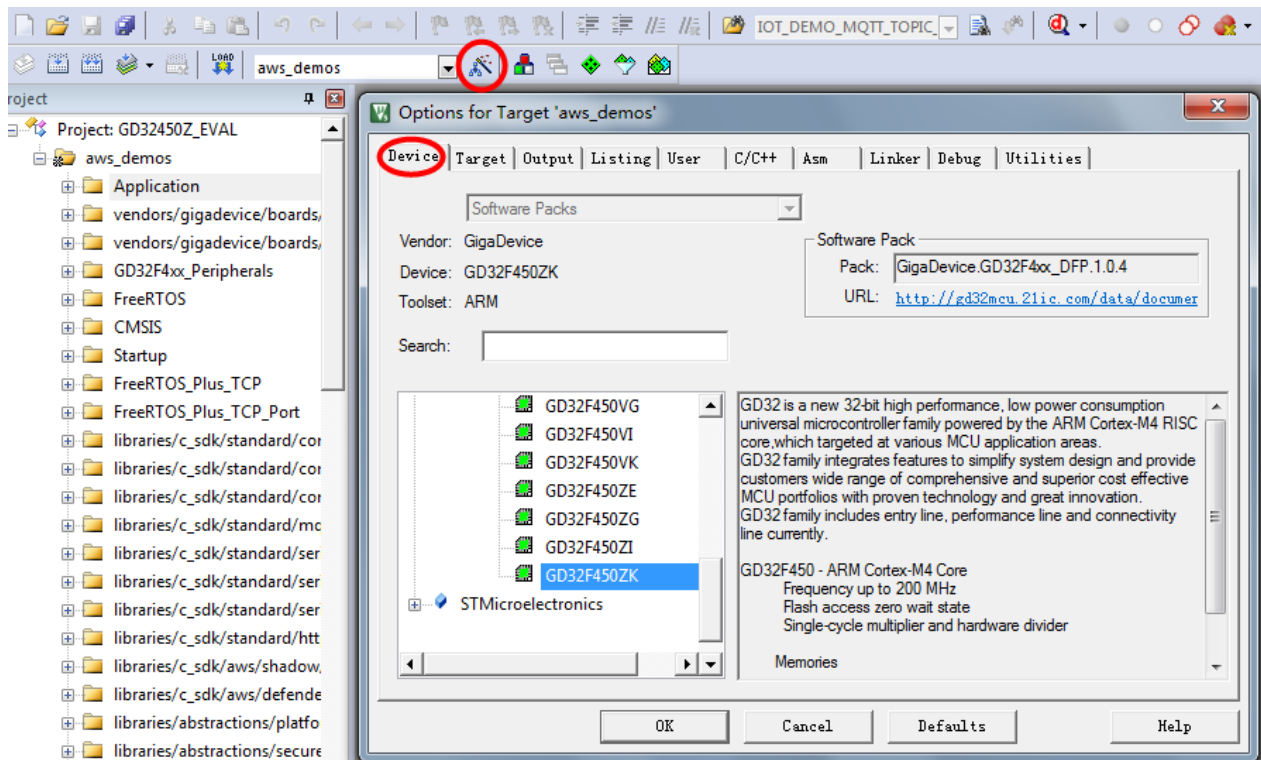 IOT_DEMO_MQTT_TOPIC_
LOAD
aws_demos
roject
Project: GD32450Z_EVAL
aws_demos
Application
vendors/gigadevice/boards/
vendors/gigadevice/boards/
GD32F4xx_Peripherals
FreeRTOS
CMSIS
Startup
FreeRTOS_Plus_TCP
FreeRTOS_Plus_TCP_Port
libraries/c_sdk/standard/cor
libraries/c_sdk/standard/cor
libraries/c_sdk/standard/cor
libraries/c_sdk/standard/mc
libraries/c_sdk/standard/ser
libraries/c_sdk/standard/ser
libraries/c_sdk/standard/ser
libraries/c_sdk/standard/htt
libraries/c_sdk/aws/shadow,
libraries/c_sdk/aws/defende
libraries/abstractions/platfo
libraries/abstractions/secure
Options for Target 'aws_demos'
Device Target Output Listing User C/C++ Asm Linker Debug Utilities
Software Packs
Vendor: GigaDevice
Device: GD32F450ZK
Toolset: ARM
Search:
Software Pack
Pack: GigaDevice.GD32F4xx_DFP.1.0.4
URL: http://gd32mcu.21ic.com/data/documer
GD32F450VG
GD32F450VI
GD32F450VK
GD32F450ZE
GD32F450ZG
GD32F450ZI
GD32F450ZK
STMicroelectronics
GD32 is a new 32-bit high performance, low power consumption
universal microcontroller family powered by the ARM Cortex-M4 RISC
core,which targeted at various MCU application areas.
GD32 family integrates features to simplify system design and provide
customers wide range of comprehensive and superior cost effective
MCU portfolios with proven technology and great innovation.
GD32 family includes entry line, performance line and connectivity
line currently.
GD32F450 - ARM Cortex-M4 Core
Frequency up to 200 MHz
Flash access zero wait state
Single-cycle multiplier and hardware divider
Memories
OK Cancel Defaults Help